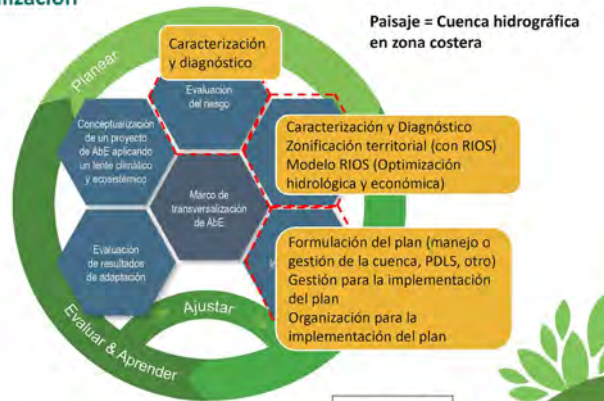 Paisaje = Cuenca hidrográfica
en zona costera
Caracterización
y diagnóstico
Planear
Evaluación
del riesgo
Conceptualización
de un proyecto
de AbE aplicando
un lente climático
y ecosistémico
Caracterización y Diagnóstico
Zonificación territorial (con RIOS)
Modelo RIOS (Optimización
hidrológica y económica)
Marco de
transversalización
de AbE
Evaluación
de resultados
de adaptación
Formulación del plan (manejo o
gestión de la cuenca, PDLS, otro)
Gestión para la implementación
del plan
Organización para la
implementación del plan
Ajustar
Evaluar & Aprender